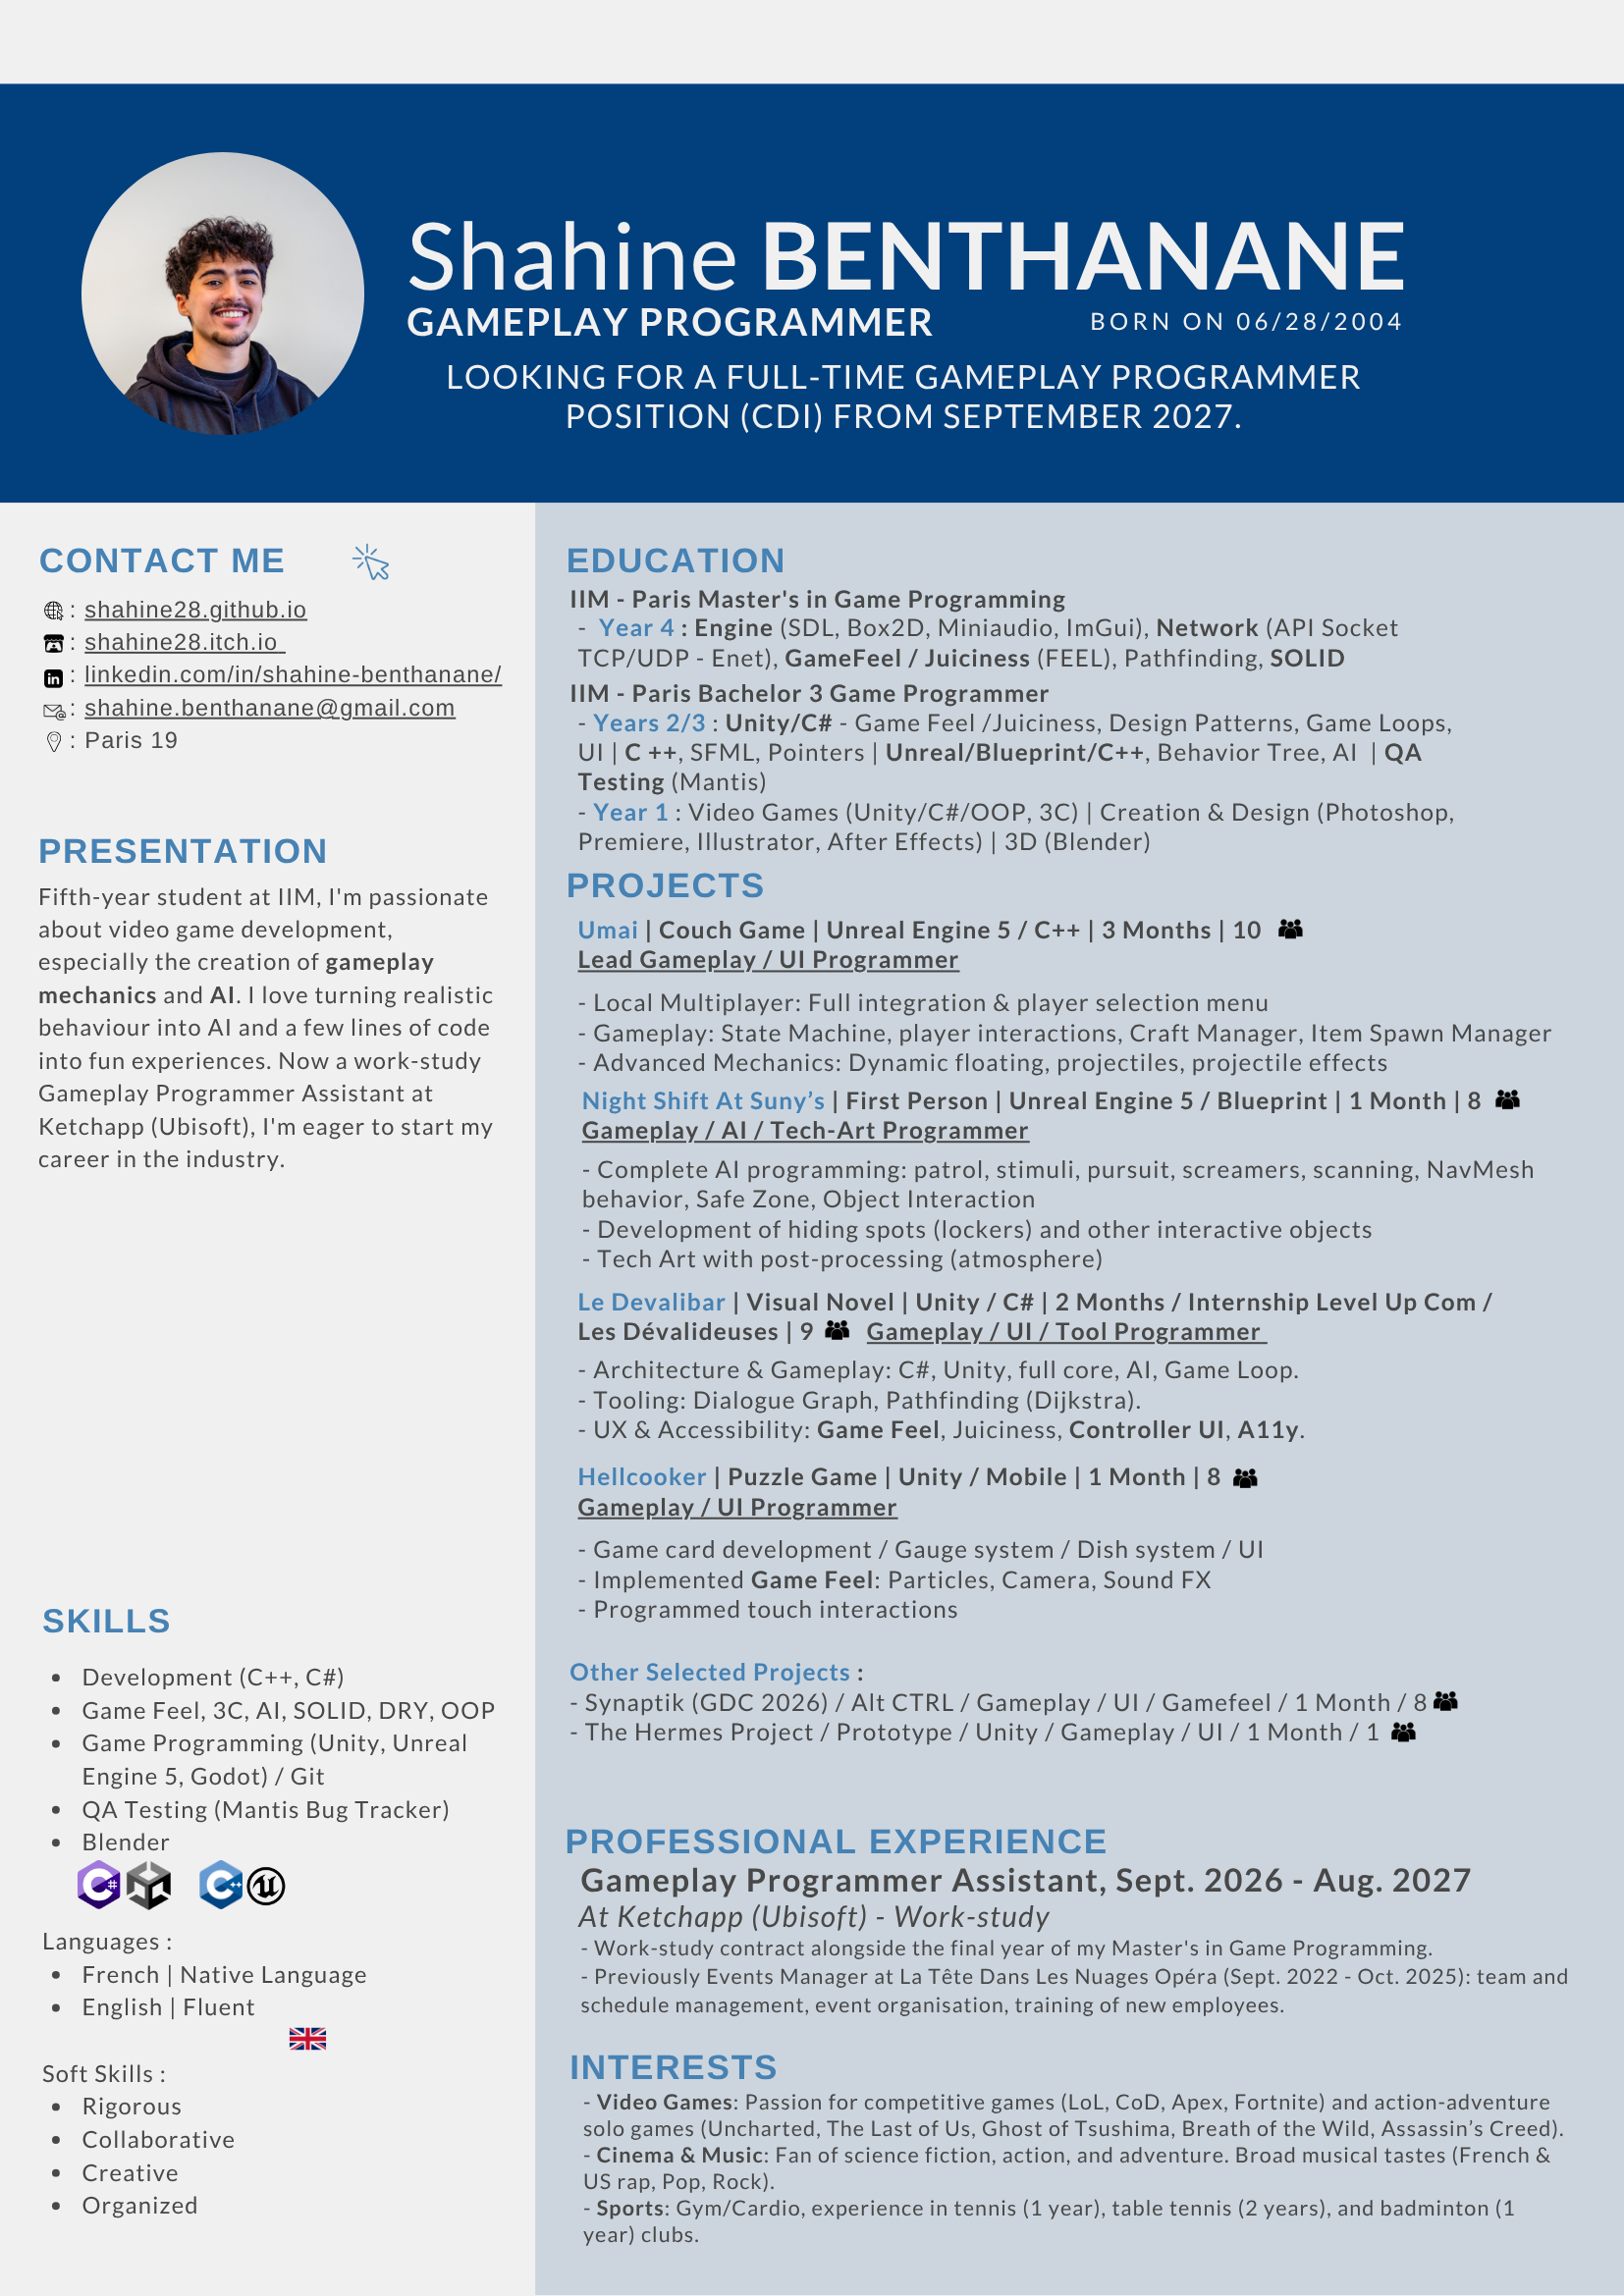 Shahine BENTHANANE
GAMEPLAY PROGRAMMER
BORN ON 06/28/2004
LOOKING FOR A FULL-TIME GAMEPLAY PROGRAMMER
POSITION (CDI) FROM SEPTEMBER 2027.
CONTACT ME
: shahine28.github.io
: shahine28.itch.io
: linkedin.com/in/shahine-benthanane/
: shahine.benthanane@gmail.com
: Paris 19
PRESENTATION
Fifth-year student at IIM, I'm passionate
about video game development,
especially the creation of gameplay
mechanics and AI. I love turning realistic
behaviour into AI and a few lines of code
into fun experiences. Now a work-study
Gameplay Programmer Assistant at
Ketchapp (Ubisoft), I'm eager to start my
career in the industry.
SKILLS
• Development (C++, C#)
• Game Feel, 3C, AI, SOLID, DRY, OOP
• Game Programming (Unity, Unreal
Engine 5, Godot) / Git
• QA Testing (Mantis Bug Tracker)
• Blender
Languages :
• French | Native Language
• English | Fluent
Soft Skills :
• Rigorous
• Collaborative
• Creative
• Organized
EDUCATION
IIM - Paris Master's in Game Programming
- Year 4 : Engine (SDL, Box2D, Miniaudio, ImGui), Network (API Socket
TCP/UDP - Enet), GameFeel / Juiciness (FEEL), Pathfinding, SOLID
IIM - Paris Bachelor 3 Game Programmer
- Years 2/3 : Unity/C# - Game Feel /Juiciness, Design Patterns, Game Loops,
UI | C ++, SFML, Pointers | Unreal/Blueprint/C++, Behavior Tree, AI | QA
Testing (Mantis)
- Year 1 : Video Games (Unity/C#/OOP, 3C) | Creation & Design (Photoshop,
Premiere, Illustrator, After Effects) | 3D (Blender)
PROJECTS
Umai | Couch Game | Unreal Engine 5 / C++ | 3 Months | 10
Lead Gameplay / UI Programmer
- Local Multiplayer: Full integration & player selection menu
- Gameplay: State Machine, player interactions, Craft Manager, Item Spawn Manager
- Advanced Mechanics: Dynamic floating, projectiles, projectile effects
Night Shift At Suny’s | First Person | Unreal Engine 5 / Blueprint | 1 Month | 8
Gameplay / AI / Tech-Art Programmer
- Complete AI programming: patrol, stimuli, pursuit, screamers, scanning, NavMesh
behavior, Safe Zone, Object Interaction
- Development of hiding spots (lockers) and other interactive objects
- Tech Art with post-processing (atmosphere)
Le Devalibar | Visual Novel | Unity / C# | 2 Months / Internship Level Up Com /
Les Dévalideuses | 9 Gameplay / UI / Tool Programmer
- Architecture & Gameplay: C#, Unity, full core, AI, Game Loop.
- Tooling: Dialogue Graph, Pathfinding (Dijkstra).
- UX & Accessibility: Game Feel, Juiciness, Controller UI, A11y.
Hellcooker | Puzzle Game | Unity / Mobile | 1 Month | 8
Gameplay / UI Programmer
- Game card development / Gauge system / Dish system / UI
- Implemented Game Feel: Particles, Camera, Sound FX
- Programmed touch interactions
Other Selected Projects :
- Synaptik (GDC 2026) / Alt CTRL / Gameplay / UI / Gamefeel / 1 Month / 8
- The Hermes Project / Prototype / Unity / Gameplay / UI / 1 Month / 1
PROFESSIONAL EXPERIENCE
Gameplay Programmer Assistant, Sept. 2026 - Aug. 2027
At Ketchapp (Ubisoft) - Work-study
- Work-study contract alongside the final year of my Master's in Game Programming.
- Previously Events Manager at La Tête Dans Les Nuages Opéra (Sept. 2022 - Oct. 2025): team and
schedule management, event organisation, training of new employees.
INTERESTS
- Video Games: Passion for competitive games (LoL, CoD, Apex, Fortnite) and action-adventure
solo games (Uncharted, The Last of Us, Ghost of Tsushima, Breath of the Wild, Assassin’s Creed).
- Cinema & Music: Fan of science fiction, action, and adventure. Broad musical tastes (French &
US rap, Pop, Rock).
- Sports: Gym/Cardio, experience in tennis (1 year), table tennis (2 years), and badminton (1
year) clubs.